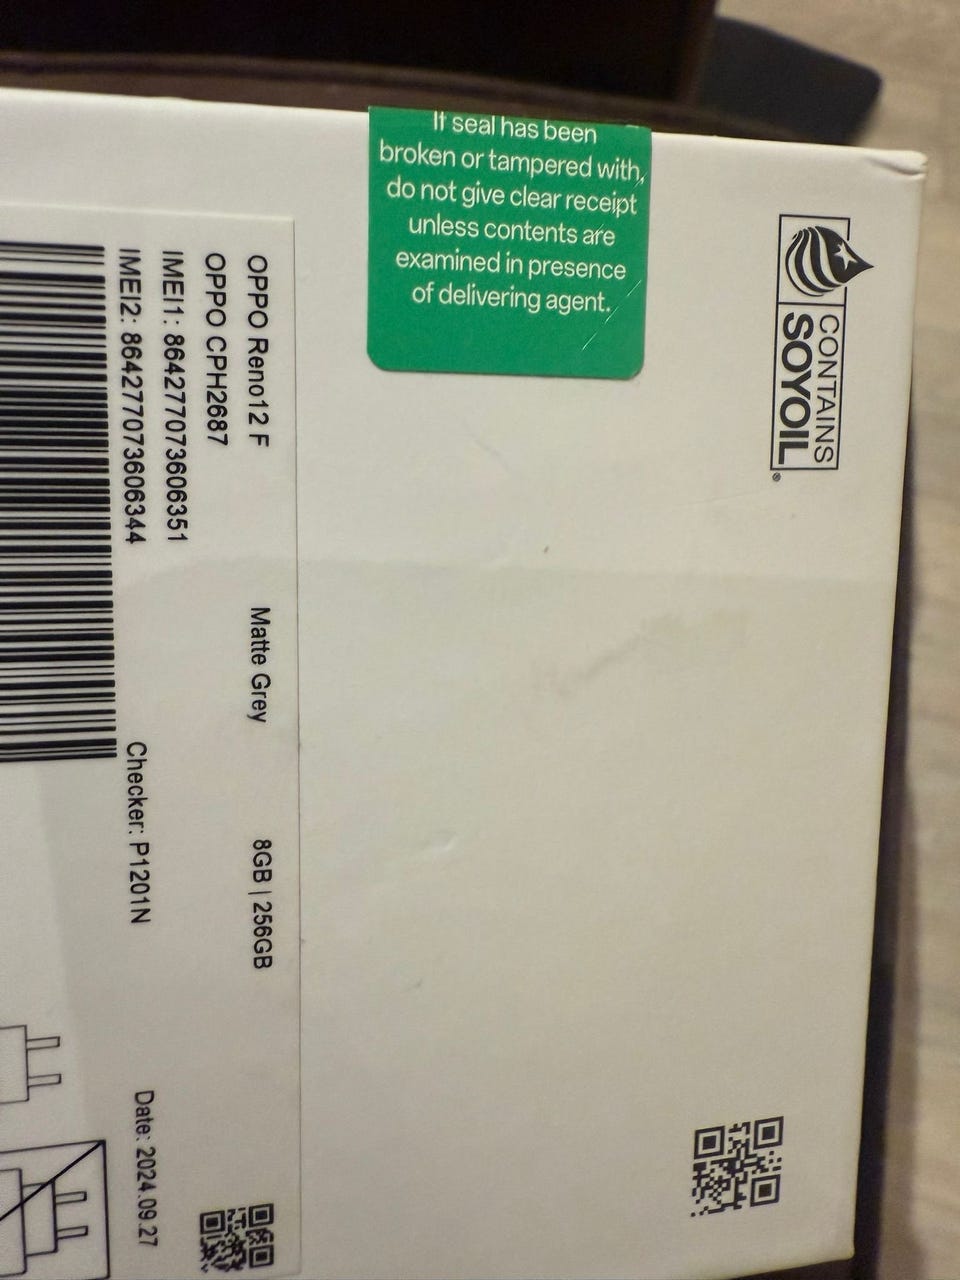 If seal has been
broken or tampered with,
do not give clear receipt
unless contents are
examined in presence
of delivering agent.
CONTAINS
SOYOIL®
OPPO Reno12 F Matte Grey 8GB | 256GB
OPPO CPH2687
IMEI1: 864277073606351
IMEI2: 864277073606344 Checker: P1201N Date: 2024.09.27